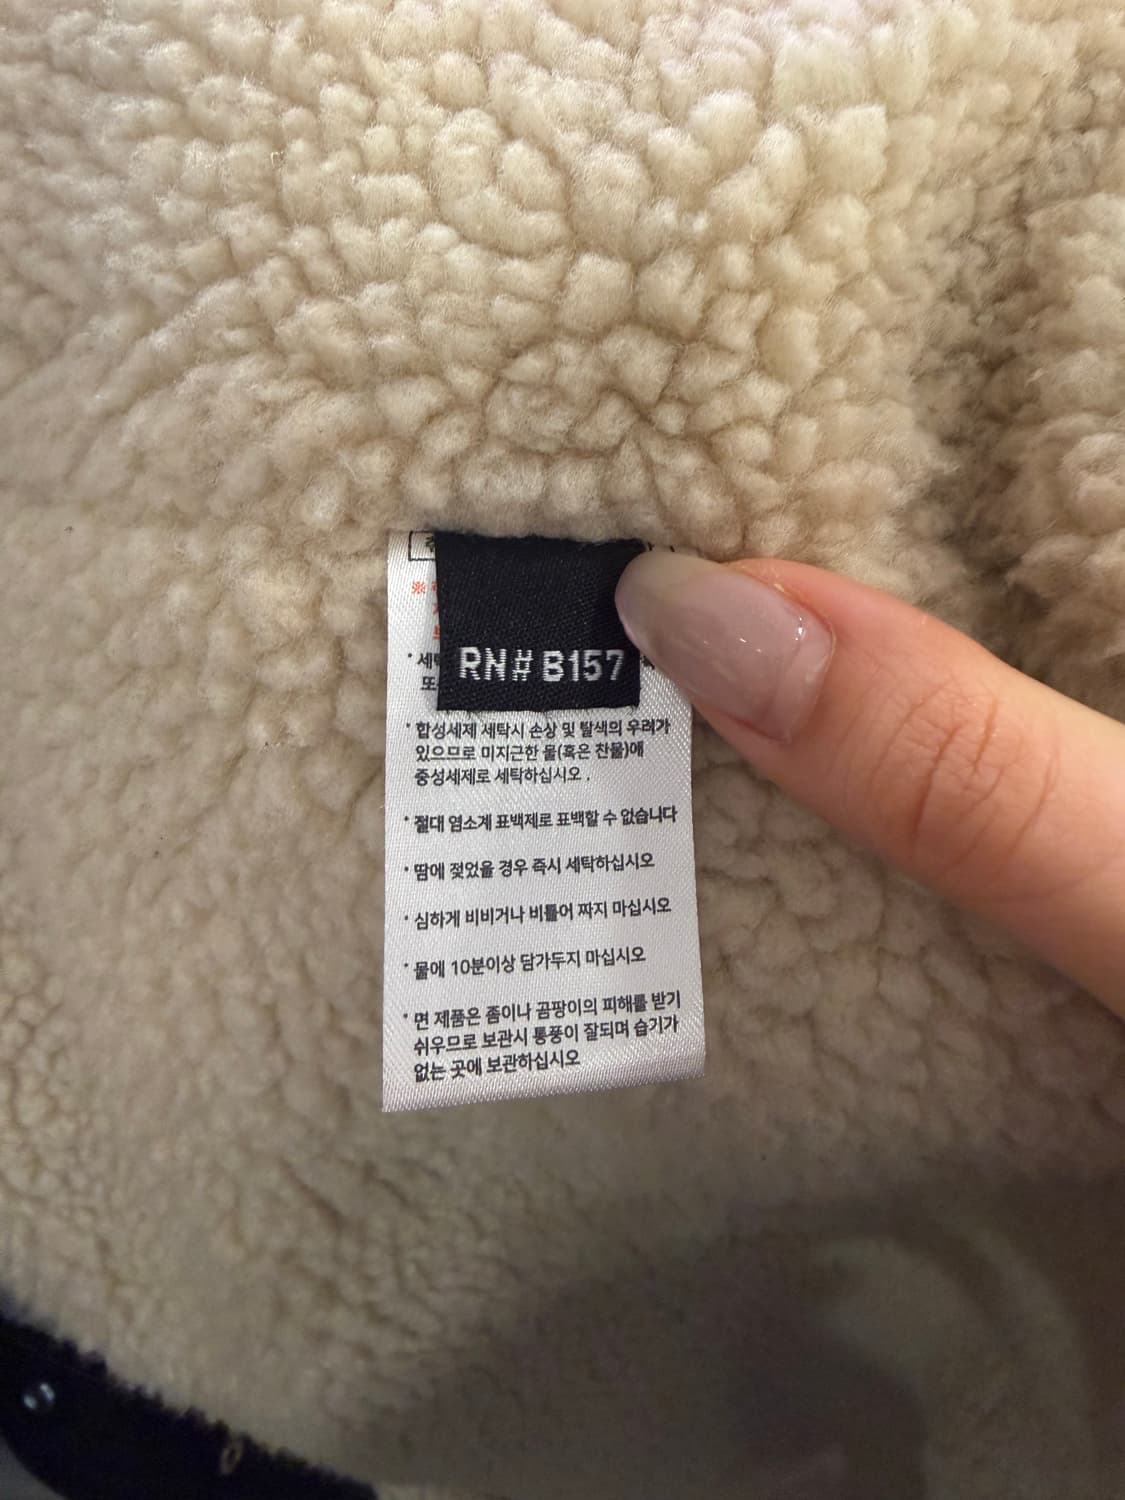 ※
RN# B157
* 합성세제 세탁시 손상 및 탈색의 우려가
있으므로 미지근한 물(혹은 찬물)에
중성세제로 세탁하십시오 .
* 절대 염소계 표백제로 표백할 수 없습니다
* 땀에 젖었을 경우 즉시 세탁하십시오
* 심하게 비비거나 비틀어 짜지 마십시오
* 물에 10분이상 담가두지 마십시오
* 면 제품은 좀이나 곰팡이의 피해를 받기
쉬우므로 보관시 통풍이 잘되며 습기가
없는 곳에 보관하십시오